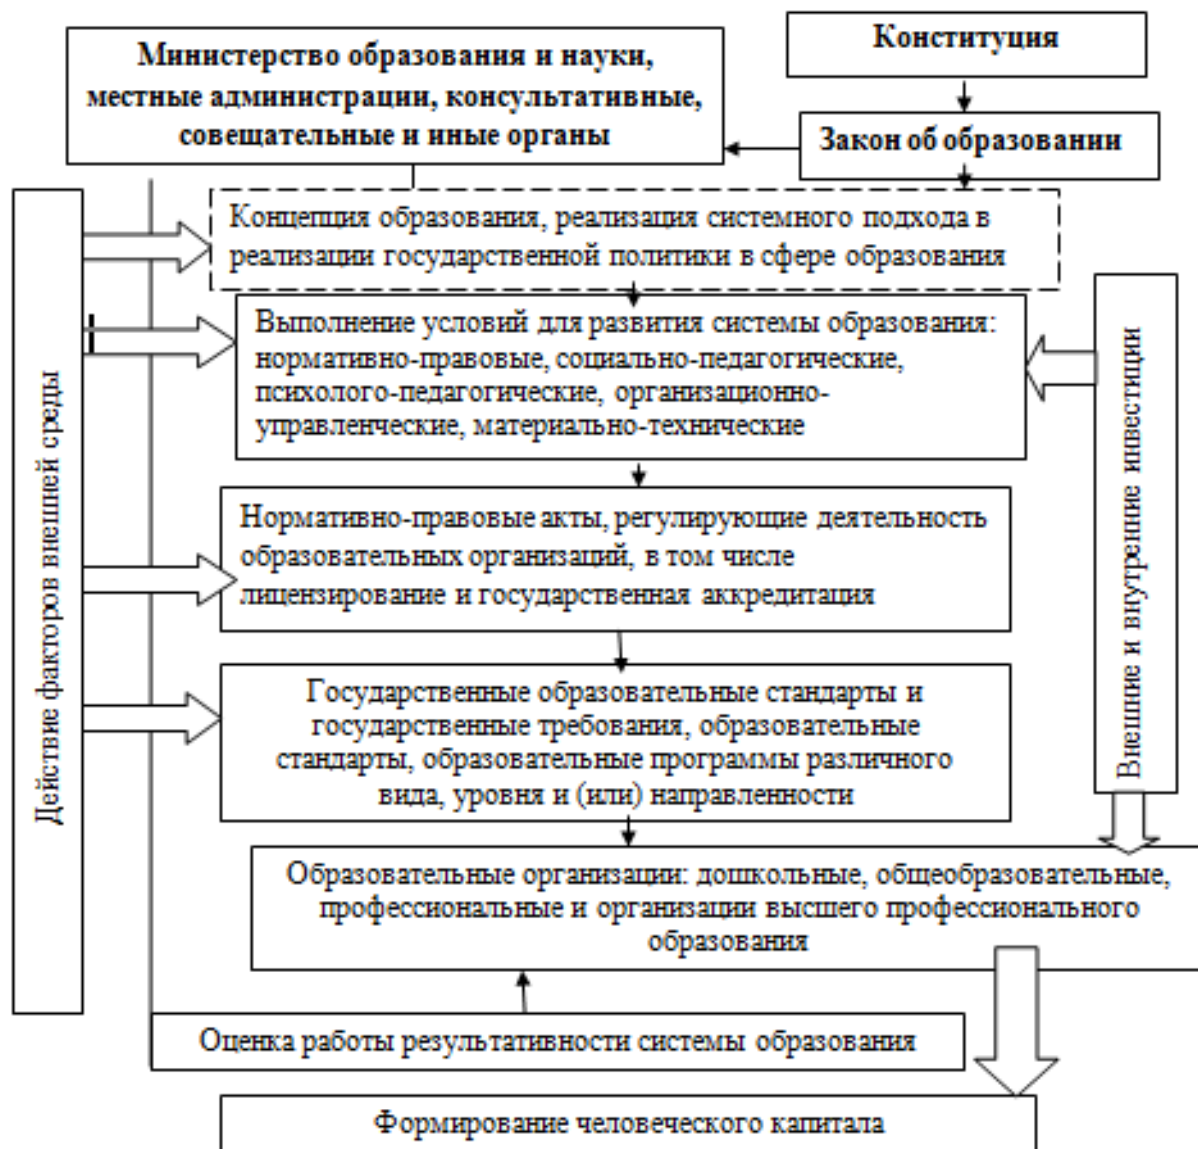 Министерство образования и науки,
местные администрации, консультативные,
совещательные и иные органы
Конституция
Закон об образовании
Концепция образования, реализация системного подхода в
реализации государственной политики в сфере образования
Действие факторов внешней среды
Выполнение условий для развития системы образования:
нормативно-правовые, социально-педагогические,
психолого-педагогические, организационно-
управленческие, материально-технические
Внешние и внутренние инвестиции
Нормативно-правовые акты, регулирующие деятельность
образовательных организаций, в том числе
лицензирование и государственная аккредитация
Государственные образовательные стандарты и
государственные требования, образовательные
стандарты, образовательные программы различного
вида, уровня и (или) направленности
Образовательные организации: дошкольные, общеобразовательные,
профессиональные и организации высшего профессионального
образования
Оценка работы результативности системы образования
Формирование человеческого капитала